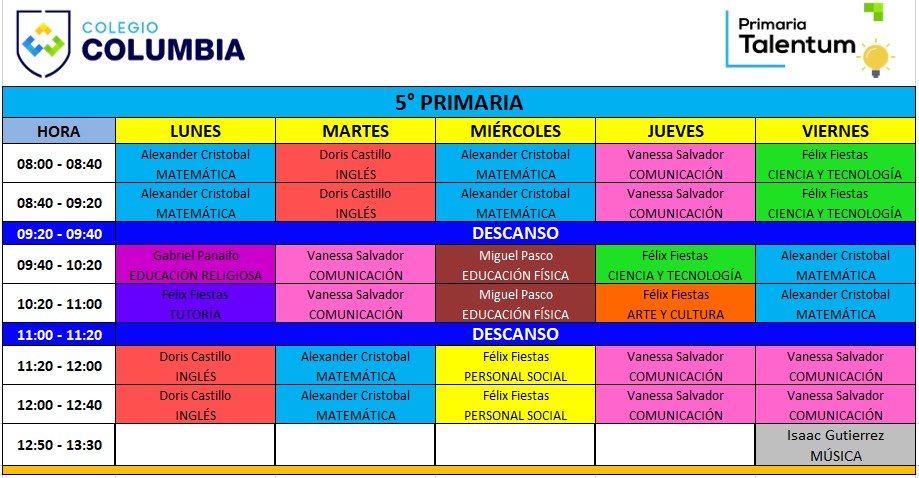 COLEGIO
COLUMBIA
Primaria
Talentum
5° PRIMARIA
HORA LUNES MARTES MIÉRCOLES JUEVES VIERNES
08:00 - 08:40 Alexander Cristobal Doris Castillo Alexander Cristobal Vanessa Salvador Félix Fiestas
MATEMÁTICA INGLÉS MATEMÁTICA COMUNICACIÓN CIENCIA Y TECNOLOGÍA
08:40 - 09:20 Alexander Cristobal Doris Castillo Alexander Cristobal Vanessa Salvador Félix Fiestas
MATEMÁTICA INGLÉS MATEMÁTICA COMUNICACIÓN CIENCIA Y TECNOLOGÍA
09:20 - 09:40 DESCANSO
09:40 - 10:20 Gabriel Panaifo Vanessa Salvador Miguel Pasco Félix Fiestas Alexander Cristobal
EDUCACIÓN RELIGIOSA COMUNICACIÓN EDUCACIÓN FÍSICA CIENCIA Y TECNOLOGÍA MATEMÁTICA
10:20 - 11:00 Félix Fiestas Vanessa Salvador Miguel Pasco Félix Fiestas Alexander Cristobal
TUTORÍA COMUNICACIÓN EDUCACIÓN FÍSICA ARTE Y CULTURA MATEMÁTICA
11:00 - 11:20 DESCANSO
11:20 - 12:00 Doris Castillo Alexander Cristobal Félix Fiestas Vanessa Salvador Vanessa Salvador
INGLÉS MATEMÁTICA PERSONAL SOCIAL COMUNICACIÓN COMUNICACIÓN
12:00 - 12:40 Doris Castillo Alexander Cristobal Félix Fiestas Vanessa Salvador Vanessa Salvador
INGLÉS MATEMÁTICA PERSONAL SOCIAL COMUNICACIÓN COMUNICACIÓN
12:50 - 13:30 Isaac Gutierrez
MÚSICA